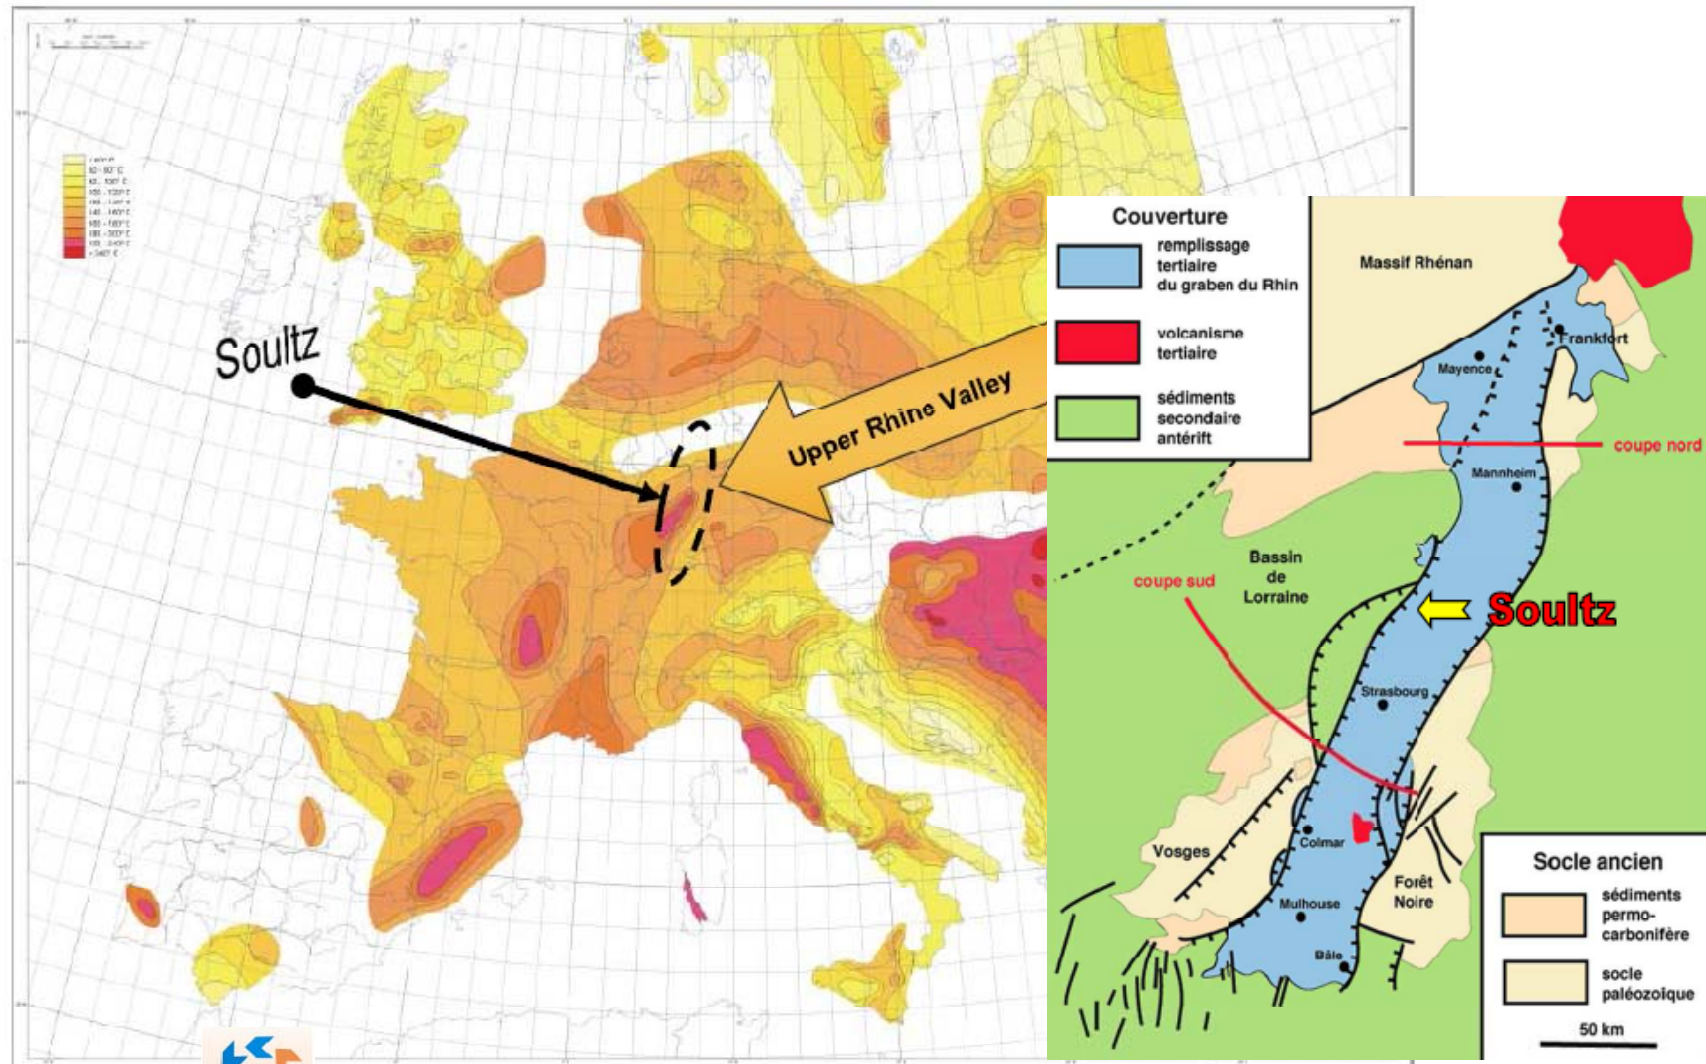 Soultz
Upper Rhine Valley
Couverture
remplissage
tertiaire
du graben du Rhin
volcanisme
tertiaire
sédiments
secondaire
antérift
Massif Rhénan
Frankfort
Mayence
coupe nord
Mannheim
Bassin
de
Lorraine
coupe sud
Soultz
Strasbourg
Colmar
Vosges
Forêt
Noire
Mulhouse
Bâle
Socle ancien
sédiments
permo-
carbonifère
socle
paléozoïque
50 km